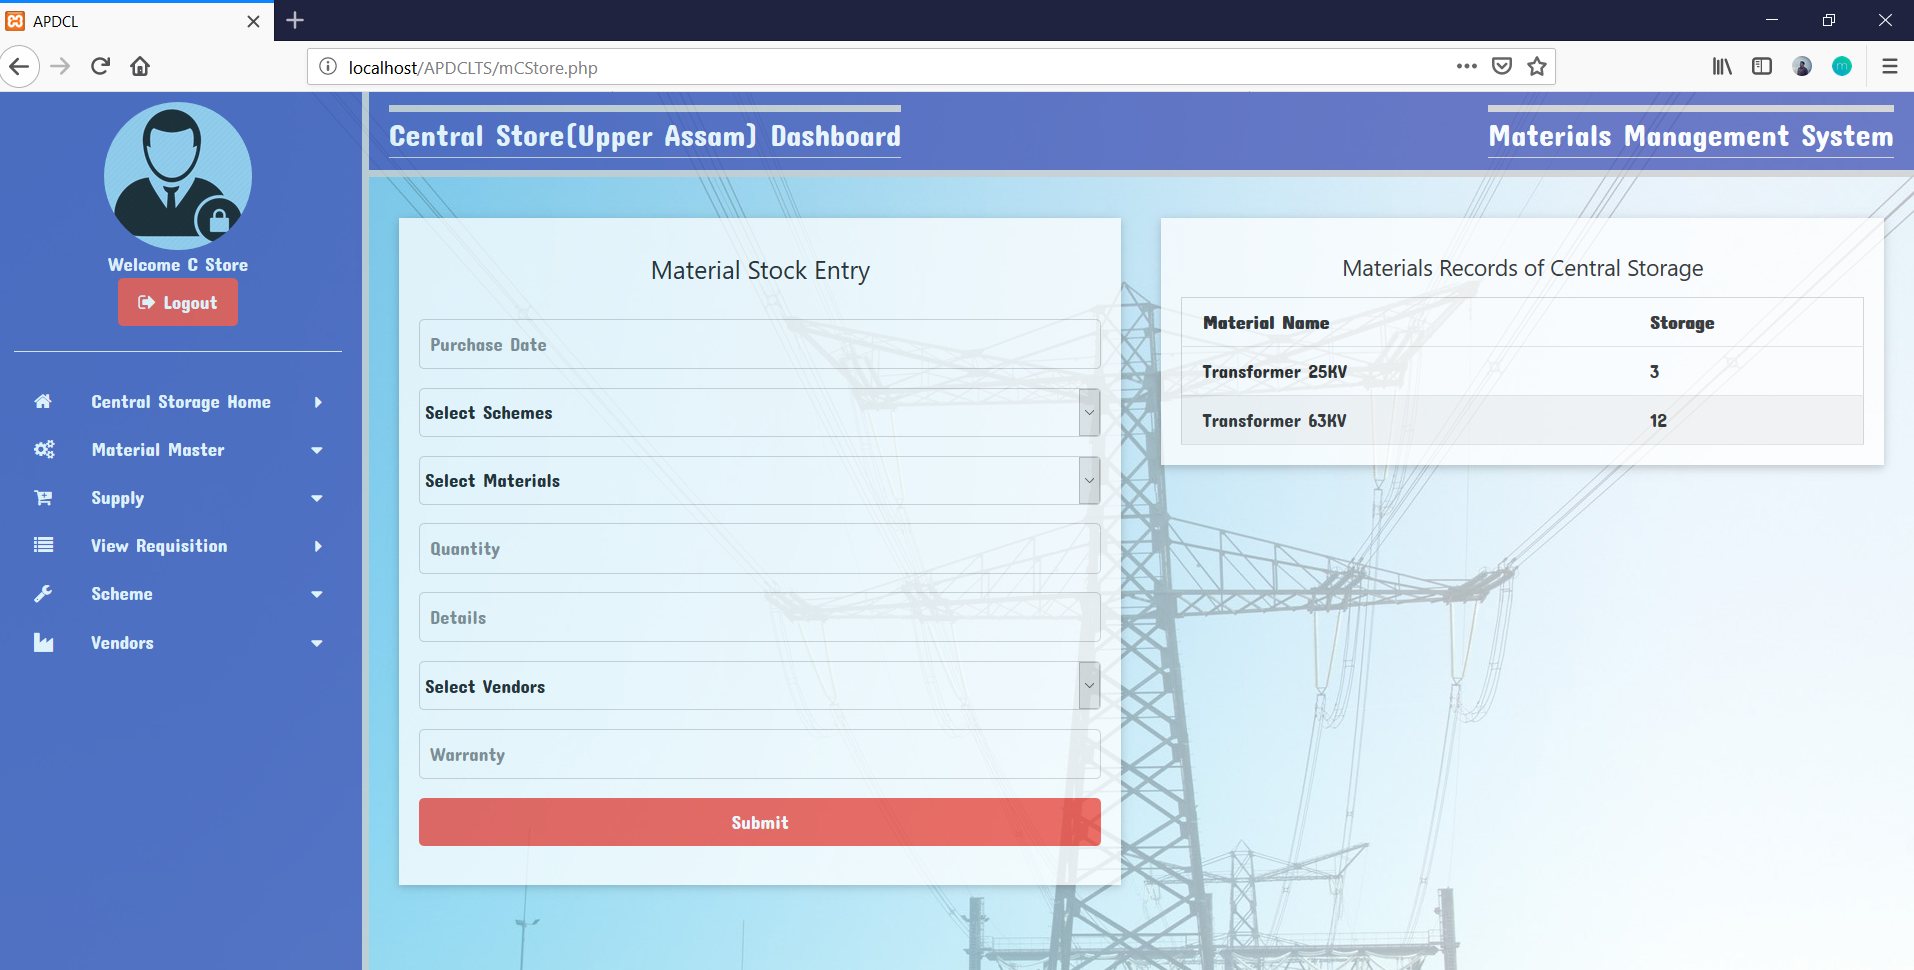 APDCL
localhost/APDCLTS/mCStore.php
Central Store(Upper Assam) Dashboard
Materials Management System
Welcome C Store
Logout
Central Storage Home
Material Master
Supply
View Requisition
Scheme
Vendors
Material Stock Entry
Purchase Date
Select Schemes
Select Materials
Quantity
Details
Select Vendors
Warranty
Submit
Materials Records of Central Storage
Material Name Storage
Transformer 25KV 3
Transformer 63KV 12